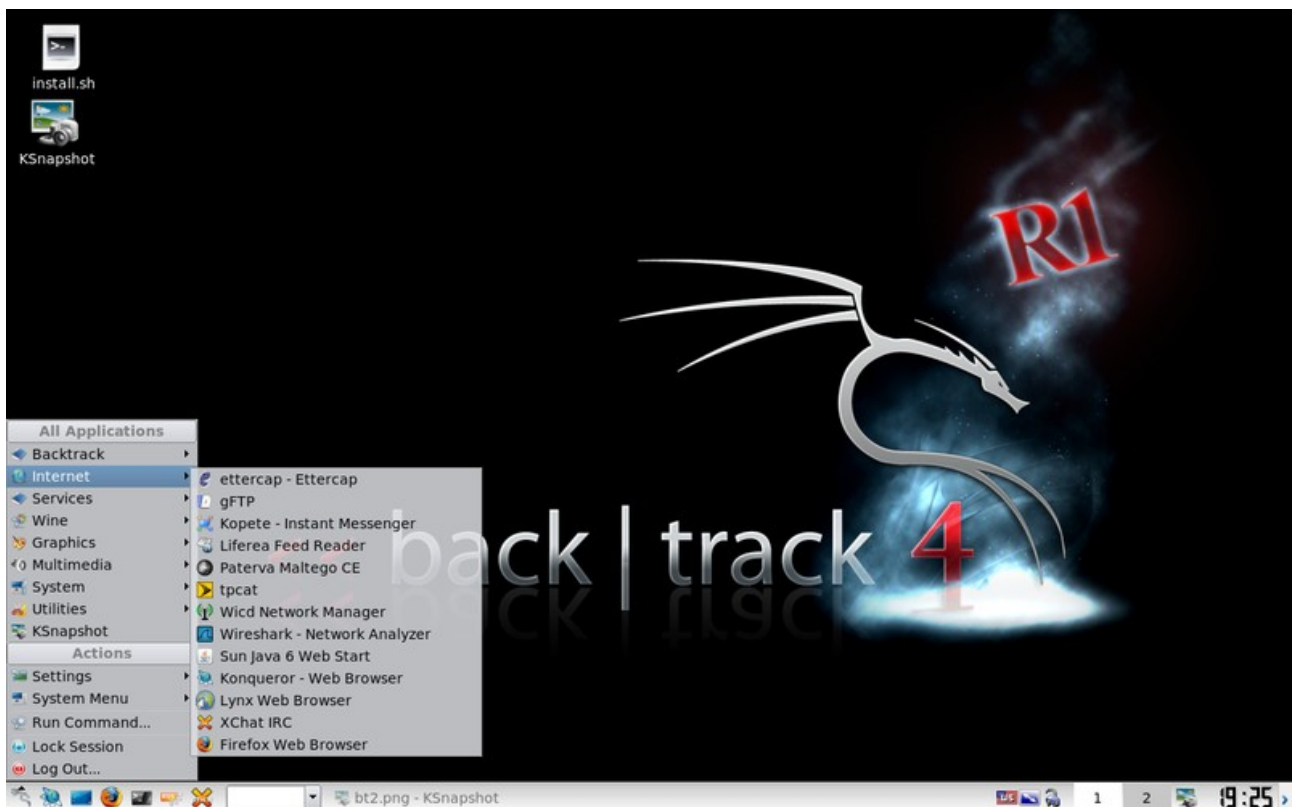 install.sh
KSnapshot
R1
back | track 4
All Applications
Backtrack
Internet
Services
Wine
Graphics
Multimedia
System
Utilities
KSnapshot
Actions
Settings
System Menu
Run Command...
Lock Session
Log Out...
ettercap - Ettercap
gFTP
Kopete - Instant Messenger
Liferea Feed Reader
Paterva Maltego CE
tpcat
Wicd Network Manager
Wireshark - Network Analyzer
Sun Java 6 Web Start
Konqueror - Web Browser
Lynx Web Browser
XChat IRC
Firefox Web Browser
bt2.png - KSnapshot
US
1
2
19:25